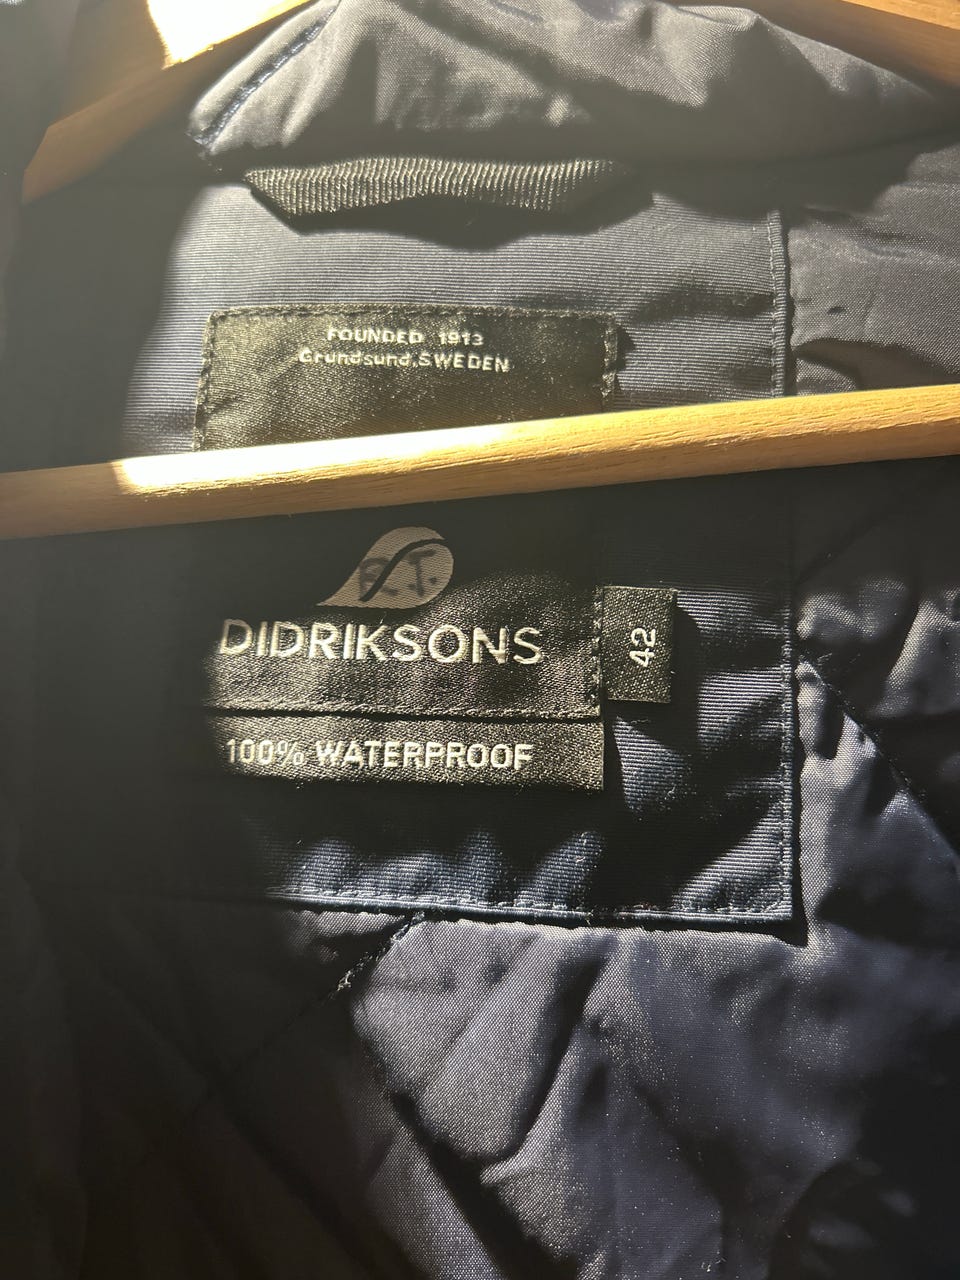 FOUNDED 1913
Grundsund, SWEDEN
R.T.
DIDRIKSONS
42
100% WATERPROOF